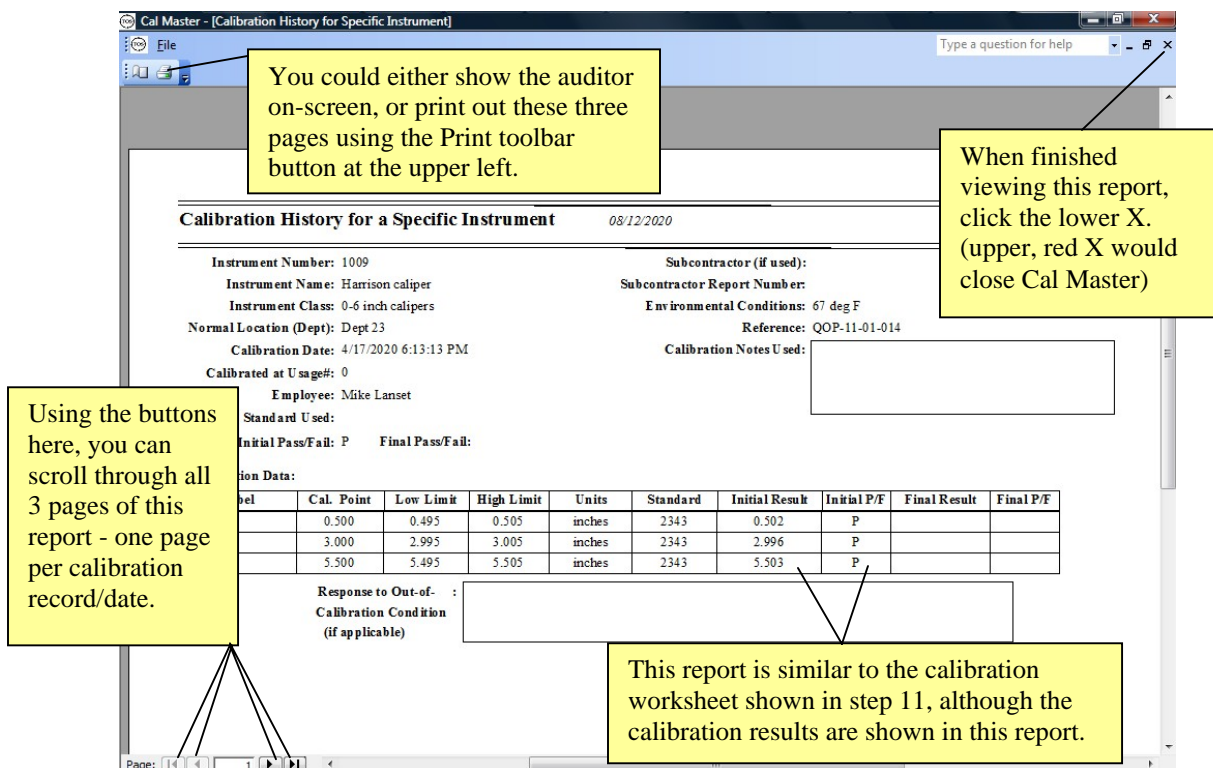 Cal Master - [Calibration History for Specific Instrument]
File
Type a question for help
You could either show the auditor
on-screen, or print out these three
pages using the Print toolbar
button at the upper left.
When finished
viewing this report,
click the lower X.
(upper, red X would
close Cal Master)
Calibration History for a Specific Instrument 08/12/2020
Instrument Number: 1009
Instrument Name: Harrison caliper
Instrument Class: 0-6 inch calipers
Normal Location (Dept): Dept 23
Calibration Date: 4/17/2020 6:13:13 PM
Calibrated at Usage#: 0
Employee: Mike Lanset
Standard Used:
Initial Pass/Fail: P Final Pass/Fail:
Subcontractor (if used):
Subcontractor Report Number:
Environmental Conditions: 67 deg F
Reference: QOP-11-01-014
Calibration Notes Used:
Using the buttons
here, you can
scroll through all
3 pages of this
report - one page
per calibration
record/date.
tion Data:
bel Cal. Point Low Limit High Limit Units Standard Initial Result Initial P/F Final Result Final P/F
0.500 0.495 0.505 inches 2343 0.502 P
3.000 2.995 3.005 inches 2343 2.996 P
5.500 5.495 5.505 inches 2343 5.503 P
Response to Out-of- :
Calibration Condition
(if applicable)
This report is similar to the calibration
worksheet shown in step 11, although the
calibration results are shown in this report.
Page: 1